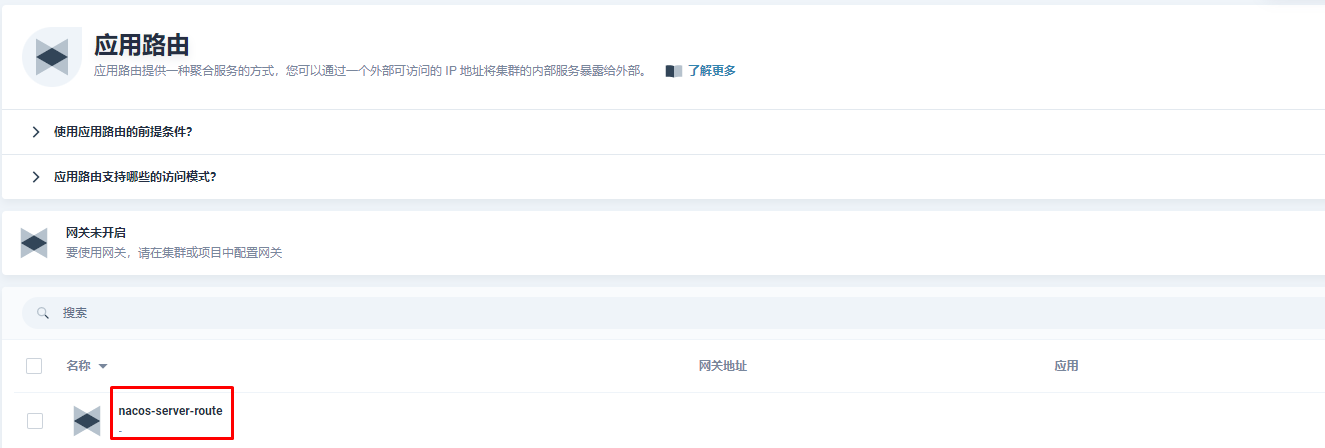 应用路由
应用路由提供一种聚合服务的方式，您可以通过一个外部可访问的 IP 地址将集群的内部服务暴露给外部。 了解更多
使用应用路由的前提条件?
应用路由支持哪些的访问模式?
网关未开启
要使用网关，请在集群或项目中配置网关
搜索
名称 网关地址 应用
nacos-server-route
-